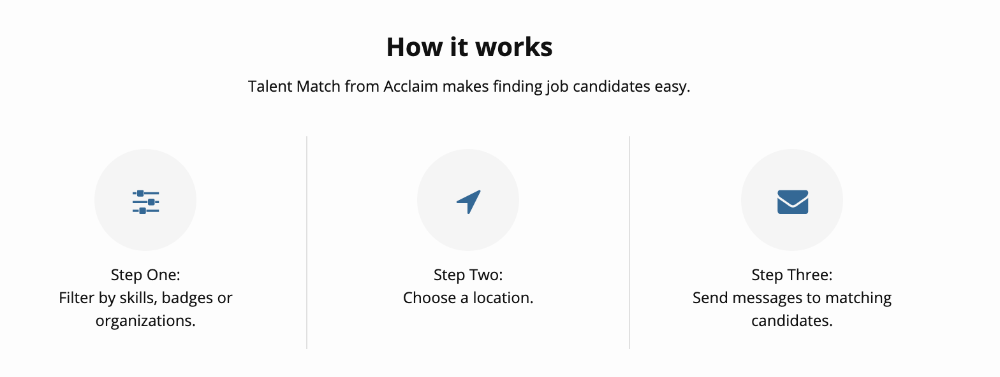 How it works
Talent Match from Acclaim makes finding job candidates easy.
Step One:
Filter by skills, badges or
organizations.
Step Two:
Choose a location.
Step Three:
Send messages to matching
candidates.